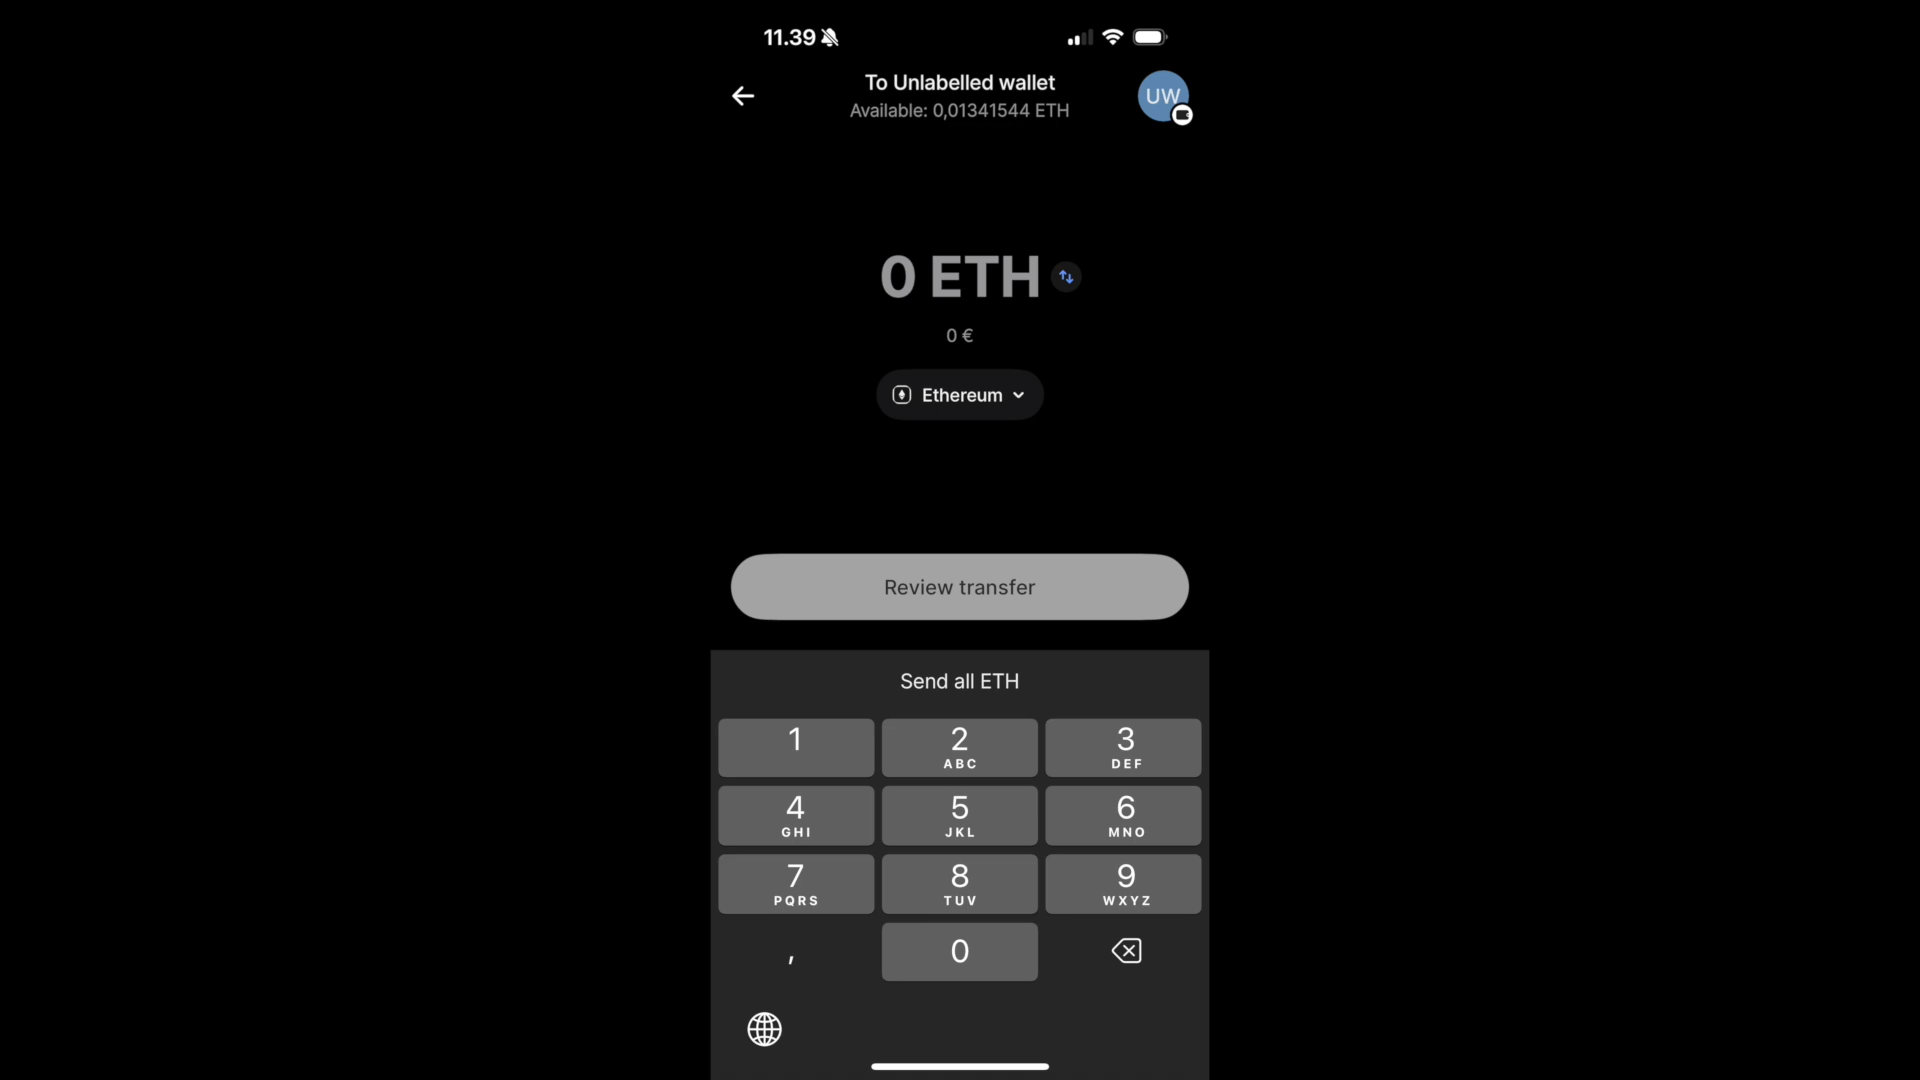 11.39
To Unlabelled wallet
Available: 0,01341544 ETH
UW
0 ETH
0 €
Ethereum
Review transfer
Send all ETH
1
2
ABC
3
DEF
4
GHI
5
JKL
6
MNO
7
PQRS
8
TUV
9
WXYZ
,
0